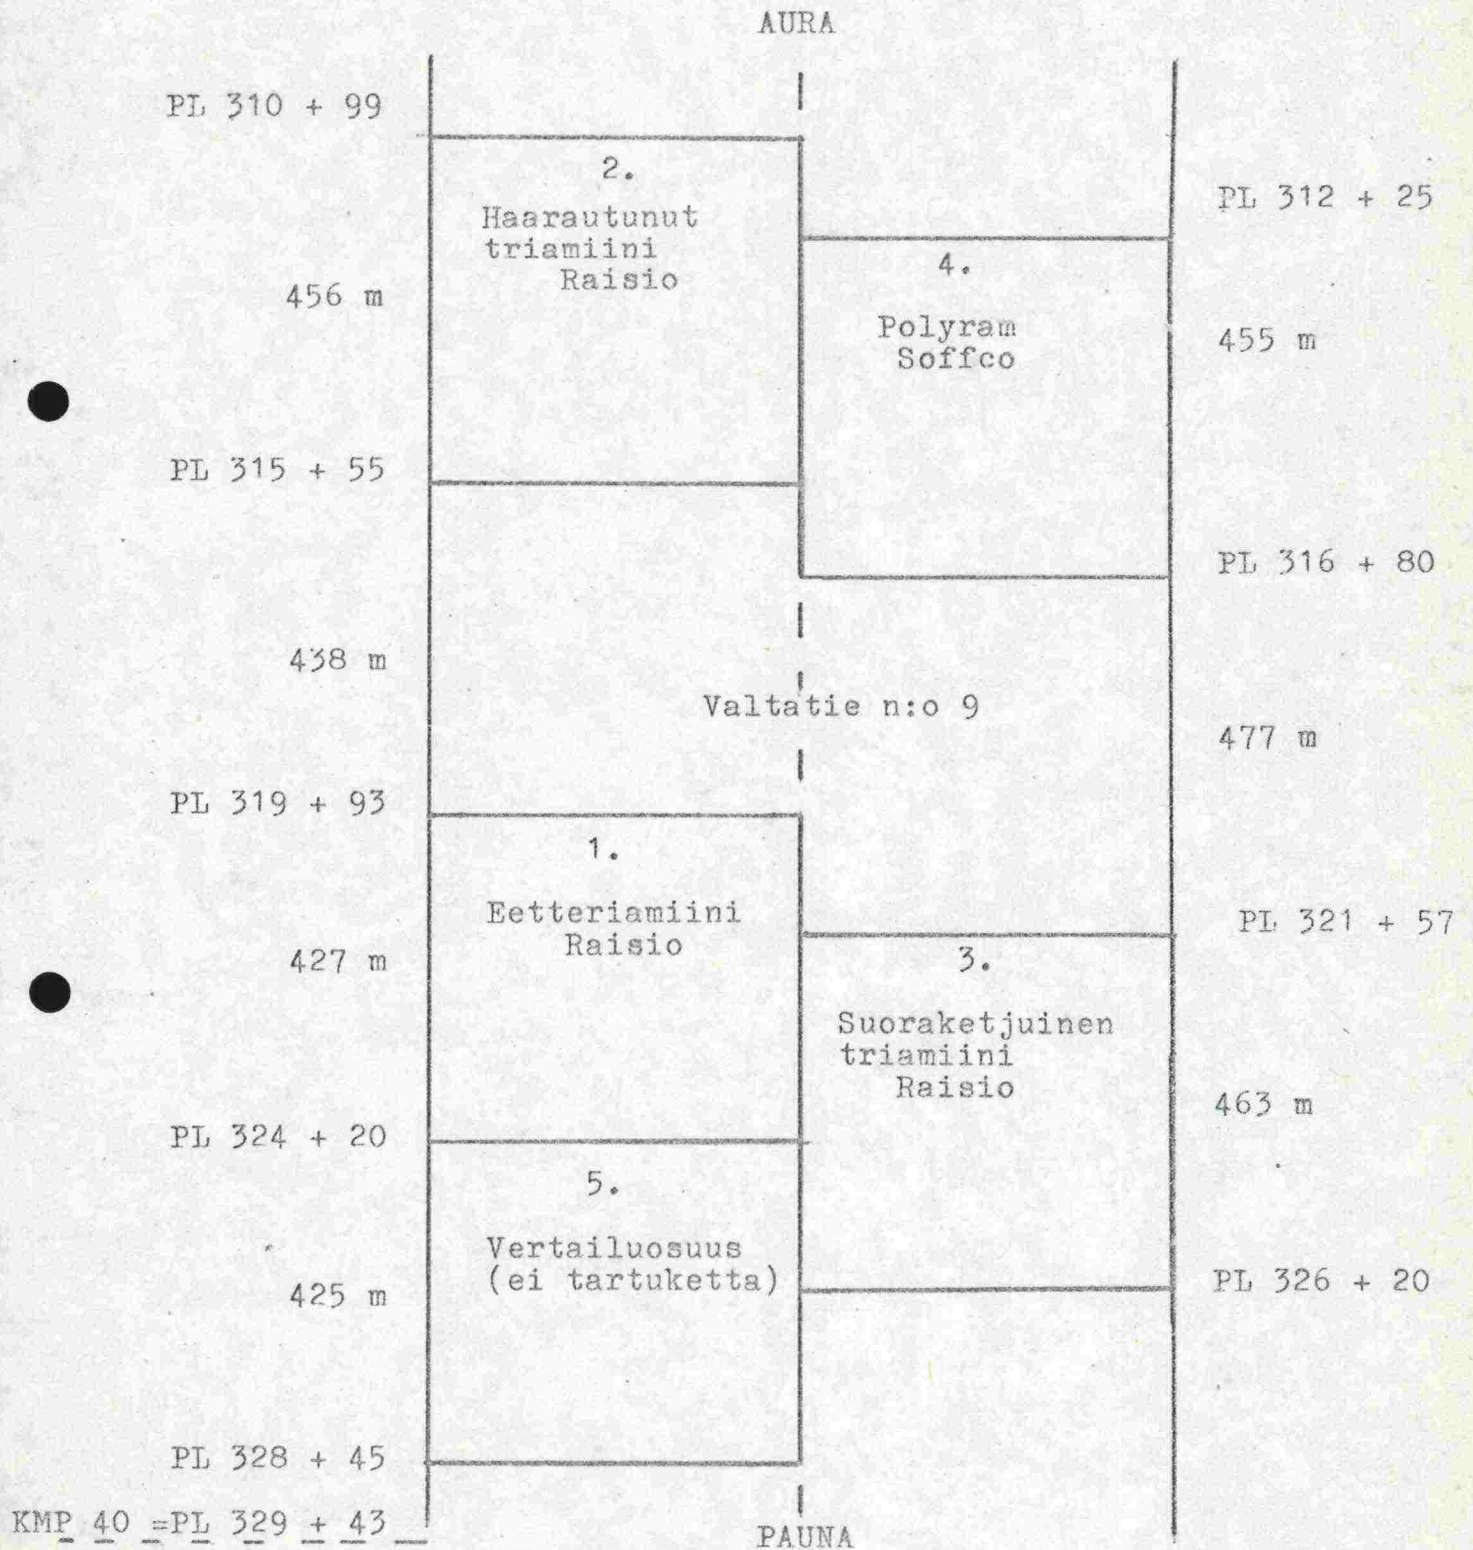 AURA
PL 310 + 99
2.
Haarautunut
triamiini
Raisio
456 m
PL 315 + 55
438 m
PL 312 + 25
4.
Polyram
Soffco
455 m
PL 316 + 80
Valtatie n:o 9
477 m
PL 319 + 93
1.
Eetteriamiini
Raisio
427 m
PL 324 + 20
PL 321 + 57
3.
Suoraketjuinen
triamiini
Raisio
463 m
PL 326 + 20
5.
Vertailuosuus
(ei tartuketta)
425 m
PL 328 + 45
KMP 40 =PL 329 + 43
PAUNA